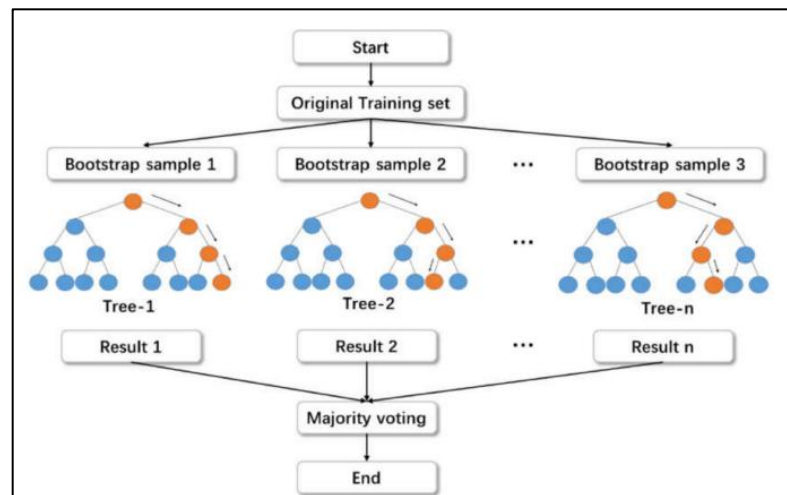 Start
Original Training set
Bootstrap sample 1
Bootstrap sample 2
...
Bootstrap sample 3
...
Tree-1
Tree-2
Tree-n
Result 1
Result 2
...
Result n
Majority voting
End